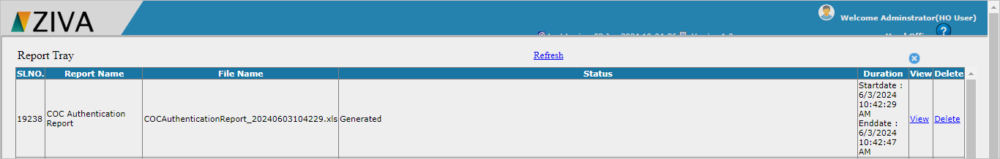 ZIVA
Welcome Adminstrator(HO User)
?
Report Tray
Refresh
SLNO. Report Name File Name Status Duration View Delete
19238 COC Authentication Report COCAuthenticationReport_20240603104229.xls Generated Startdate : 6/3/2024 10:42:29 AM Enddate : 6/3/2024 10:42:47 AM View Delete